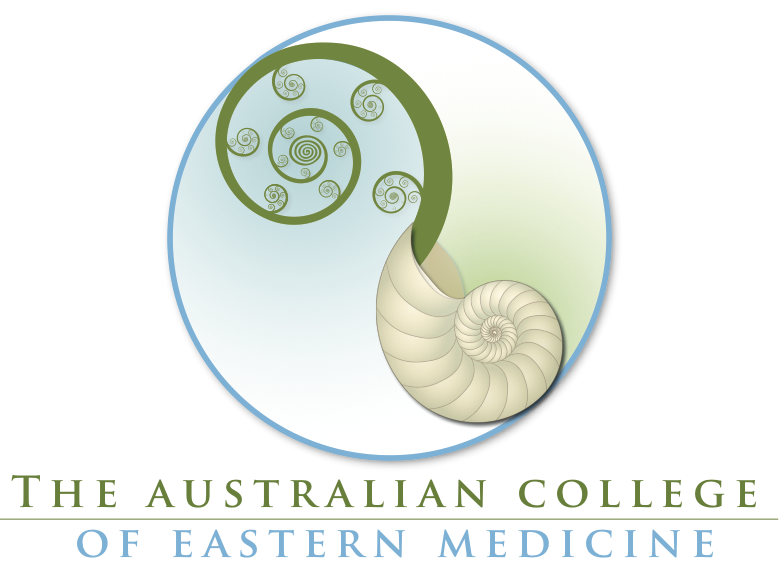 THE AUSTRALIAN COLLEGE
OF EASTERN MEDICINE